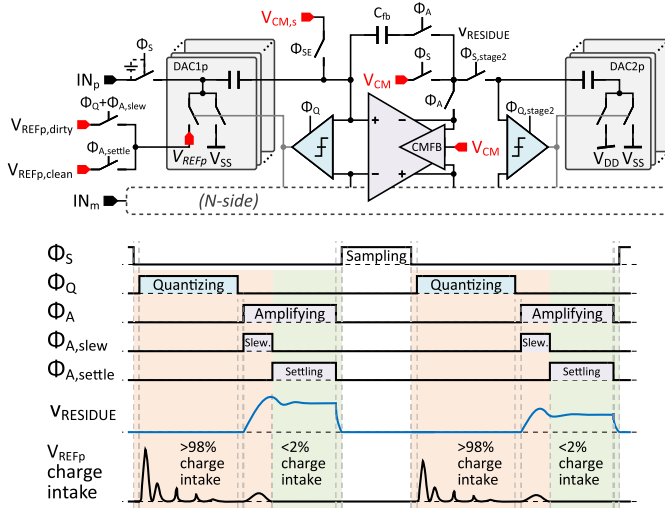 V_CM,s
Φ_SE
C_fb
Φ_A
V_RESIDUE
Φ_S
DAC1p
IN_p
Φ_S
V_CM
Φ_S,stage2
DAC2p
Φ_Q+Φ_A,slew
V_REFp,dirty
Φ_Q
Φ_A
Φ_Q,stage2
Φ_A,settle
V_REFp
V_SS
+
−
CMFB
V_CM
V_DD
V_SS
V_REFp,clean
−
+
IN_m
(N-side)
Φ_S
Sampling
Φ_Q
Quantizing
Quantizing
Φ_A
Amplifying
Amplifying
Φ_A,slew
Slew.
Slew.
Φ_A,settle
Settling
Settling
V_RESIDUE
V_REFp
charge
intake
>98%
charge
intake
<2%
charge
intake
>98%
charge
intake
<2%
charge
intake